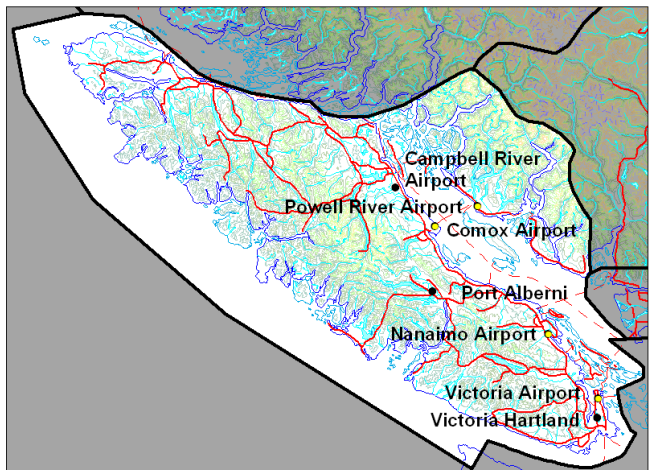 Campbell River
Airport
Powell River Airport
Comox Airport
Port Alberni
Nanaimo Airport
Victoria Airport
Victoria Hartland